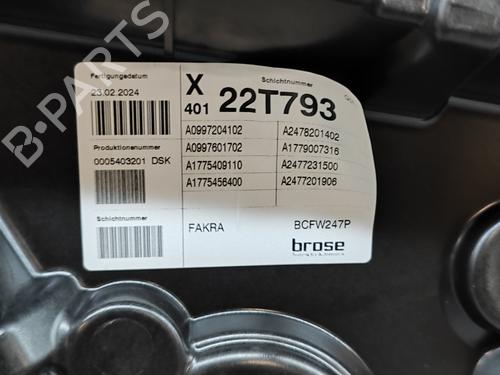 B-PARTS
Fertigungsdatum
23.02.2024
X
401
Schichtnummer
22T793
Produktionenummer
0005403201 DSK
A0997204102
A2478201402
A0997601702
A1779007316
A1775409110
A2477231500
A1775456400
A2477201906
Schichtnummer
FAKRA
BCFW247P
brose